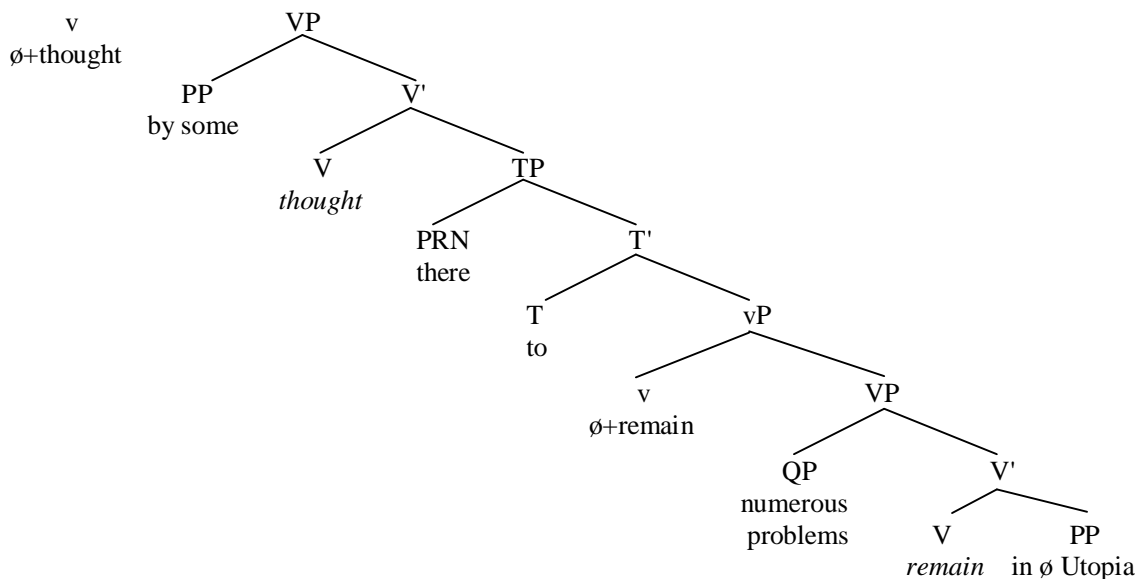 v VP
ø+thought
PP V'
by some
V TP
thought
PRN T'
there
T vP
to
v VP
ø+remain
QP V'
numerous
problems V PP
remain in ø Utopia